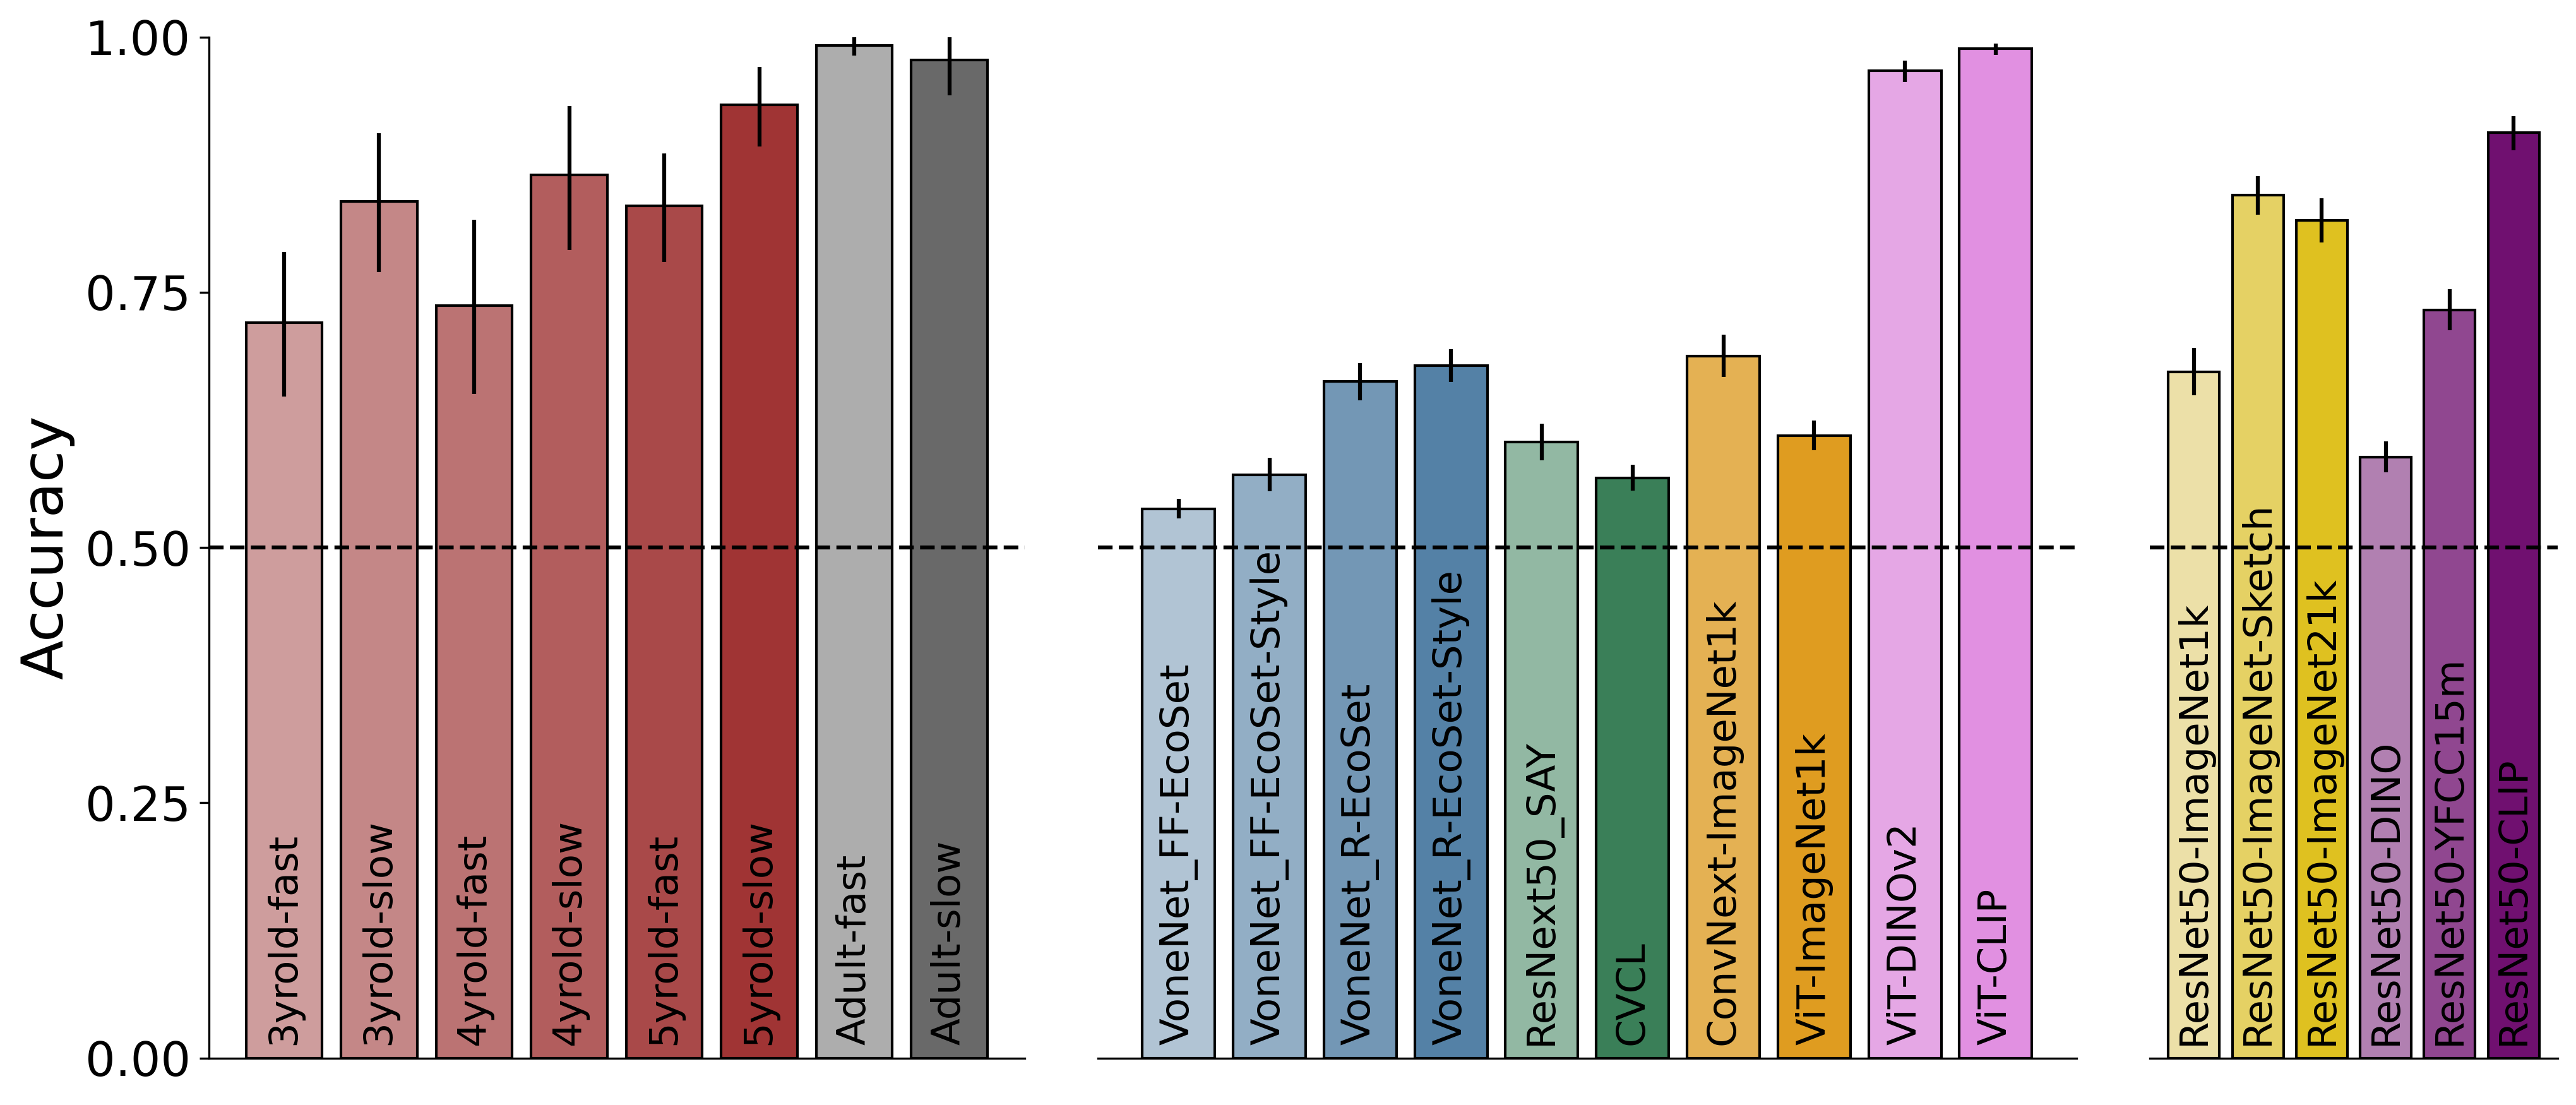 Accuracy
1.00
0.75
0.50
0.25
0.00
3yrold-fast
3yrold-slow
4yrold-fast
4yrold-slow
5yrold-fast
5yrold-slow
Adult-fast
Adult-slow
VoneNet_FF-EcoSet
VoneNet_FF-EcoSet-Style
VoneNet_R-EcoSet
VoneNet_R-EcoSet-Style
ResNext50_SAY
CVCL
ConvNext-ImageNet1k
ViT-ImageNet1k
ViT-DINOv2
ViT-CLIP
ResNet50-ImageNet1k
ResNet50-ImageNet-Sketch
ResNet50-ImageNet21k
ResNet50-DINO
ResNet50-YFCC15m
ResNet50-CLIP